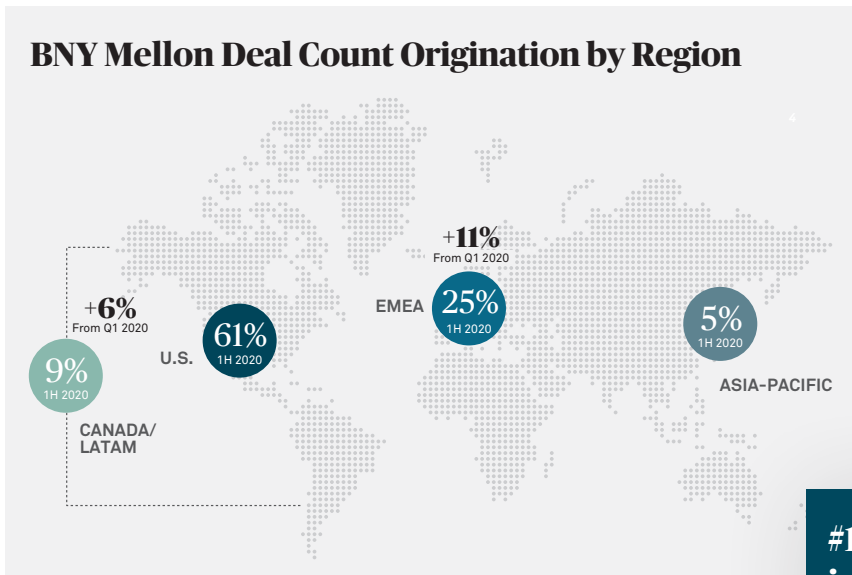 BNY Mellon Deal Count Origination by Region
4
+11%
From Q1 2020
EMEA
25%
1H 2020
+6%
From Q1 2020
U.S.
61%
1H 2020
5%
1H 2020
9%
1H 2020
ASIA-PACIFIC
CANADA/
LATAM
#1